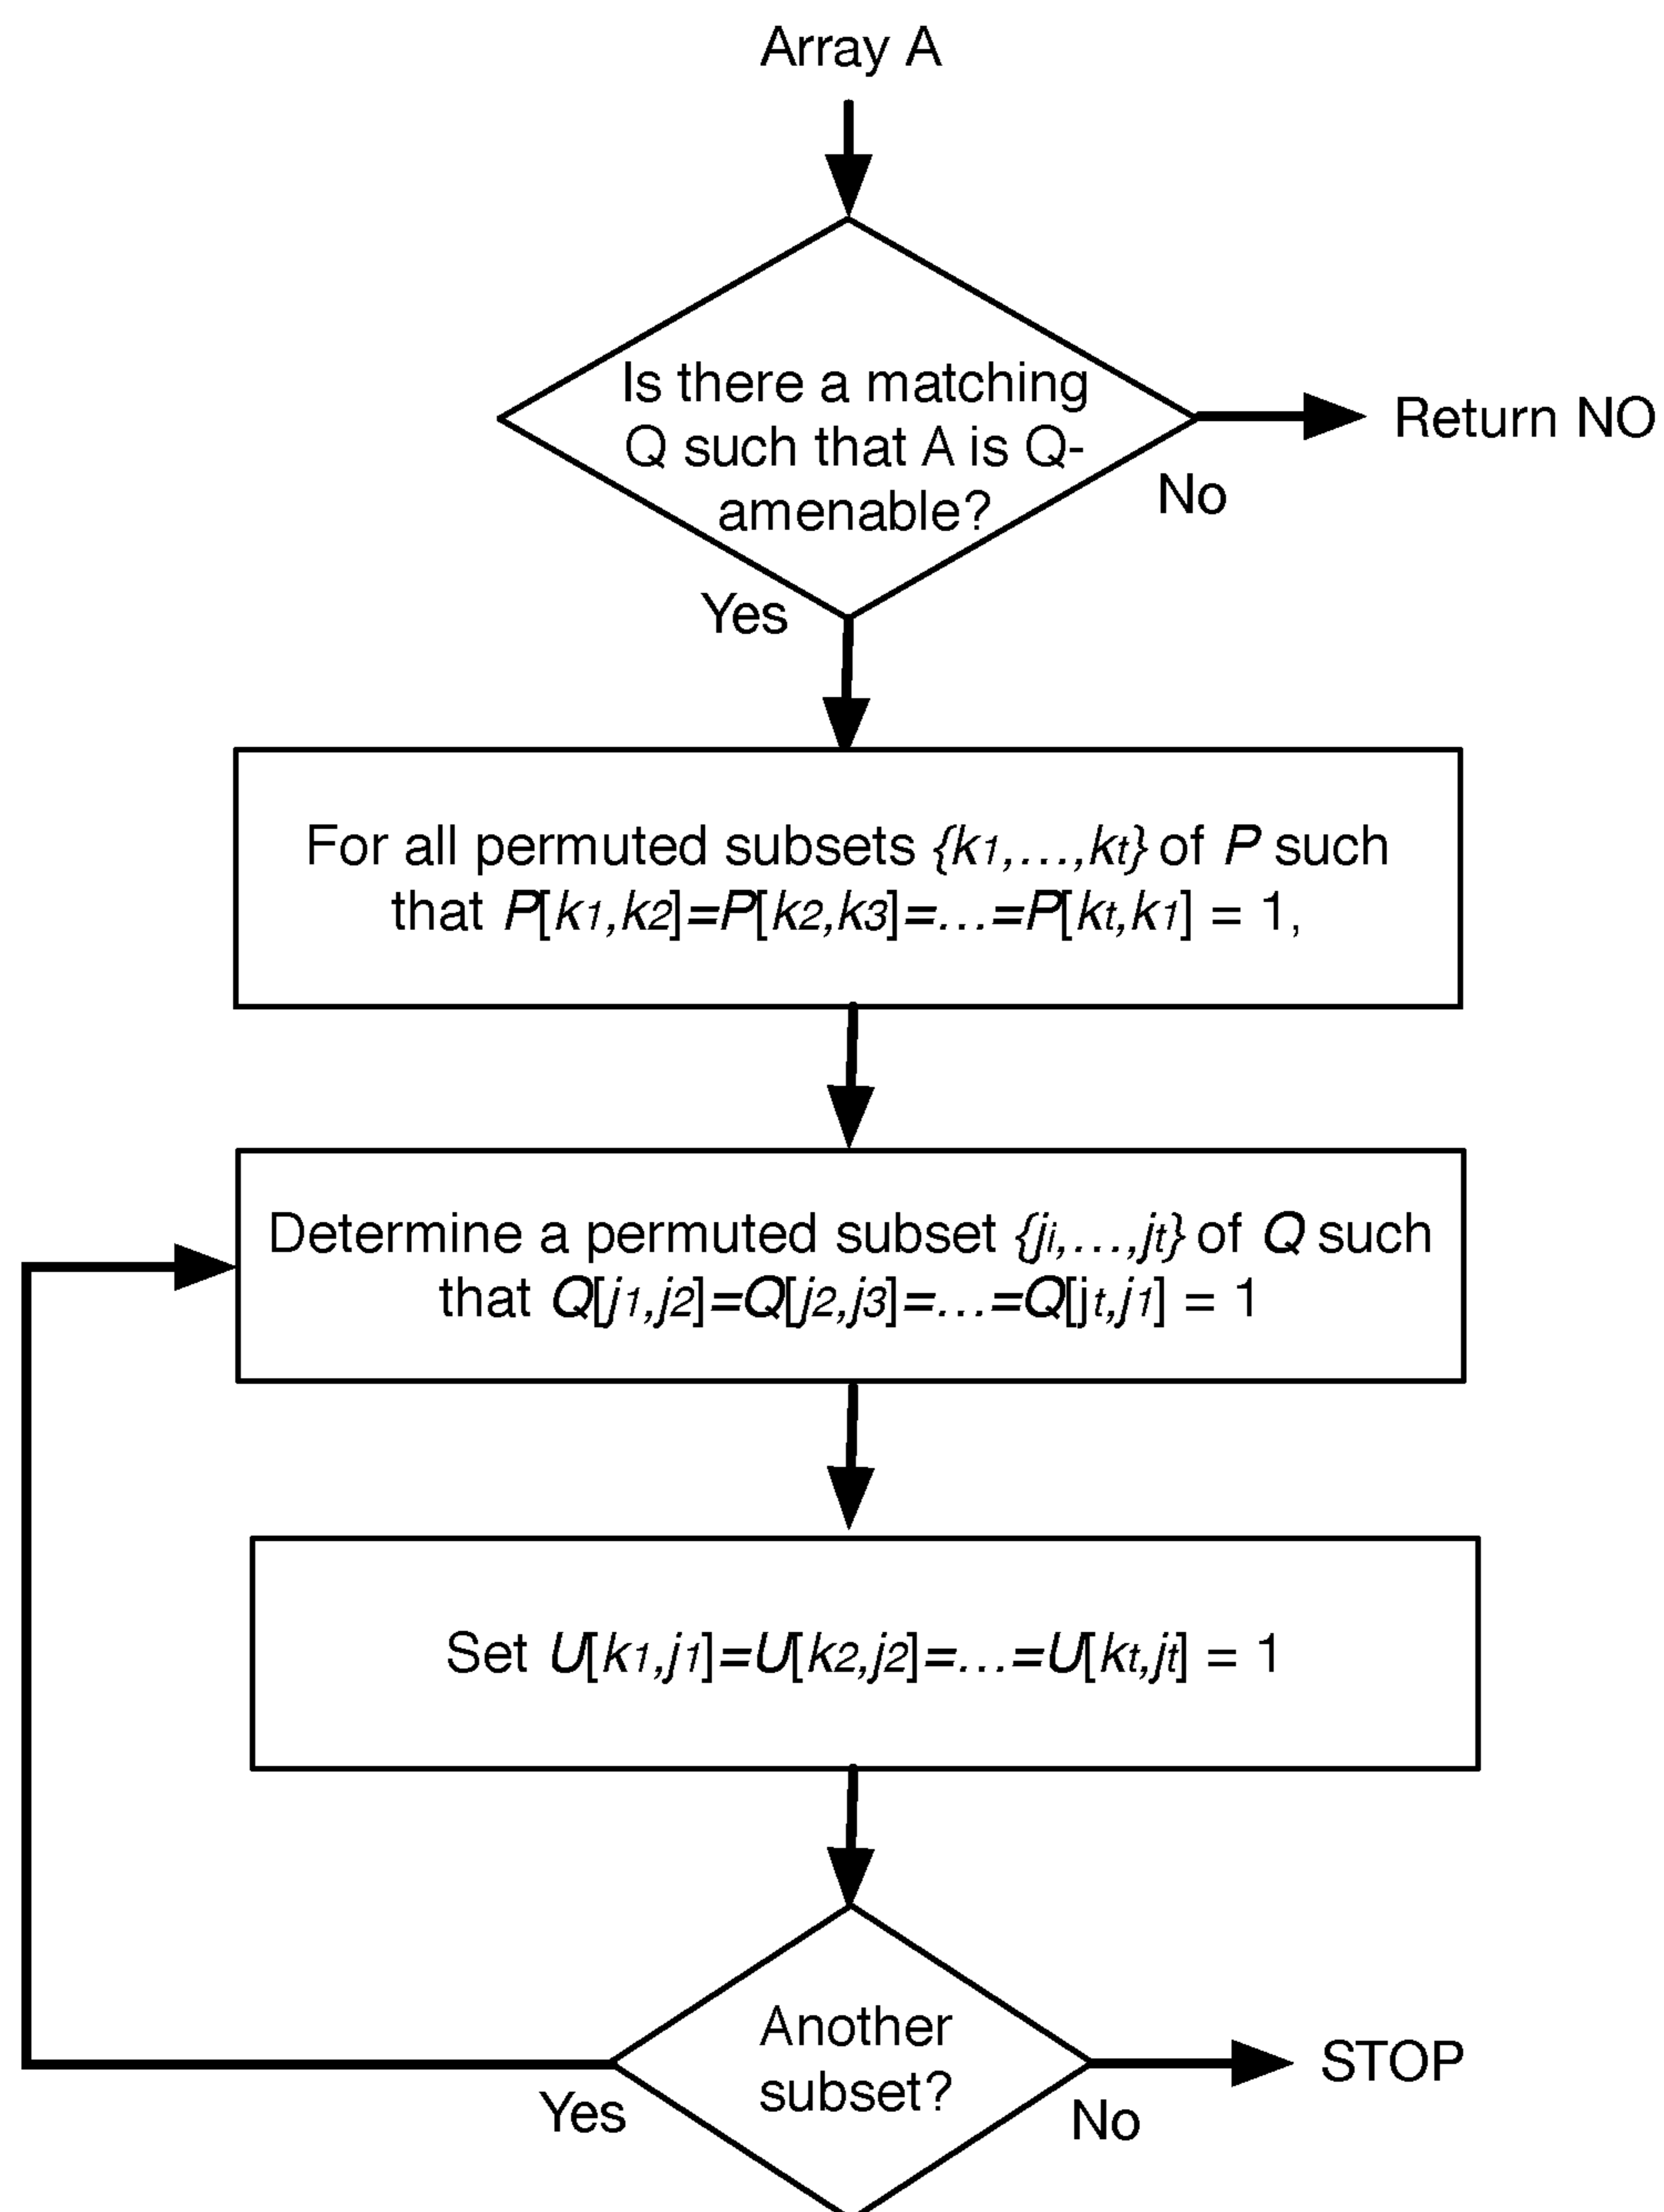 Array A
Is there a matching
Q such that A is Q-
amenable?
Return NO
No
Yes
For all permuted subsets {k1,...,kt} of P such
that P[k1,k2]=P[k2,k3]=...=P[kt,k1] = 1,
Determine a permuted subset {ji,...,jt} of Q such
that Q[j1,j2]=Q[j2,j3]=...=Q[jt,j1] = 1
Set U[k1,j1]=U[k2,j2]=...=U[kt,jt] = 1
Another
subset?
STOP
Yes
No